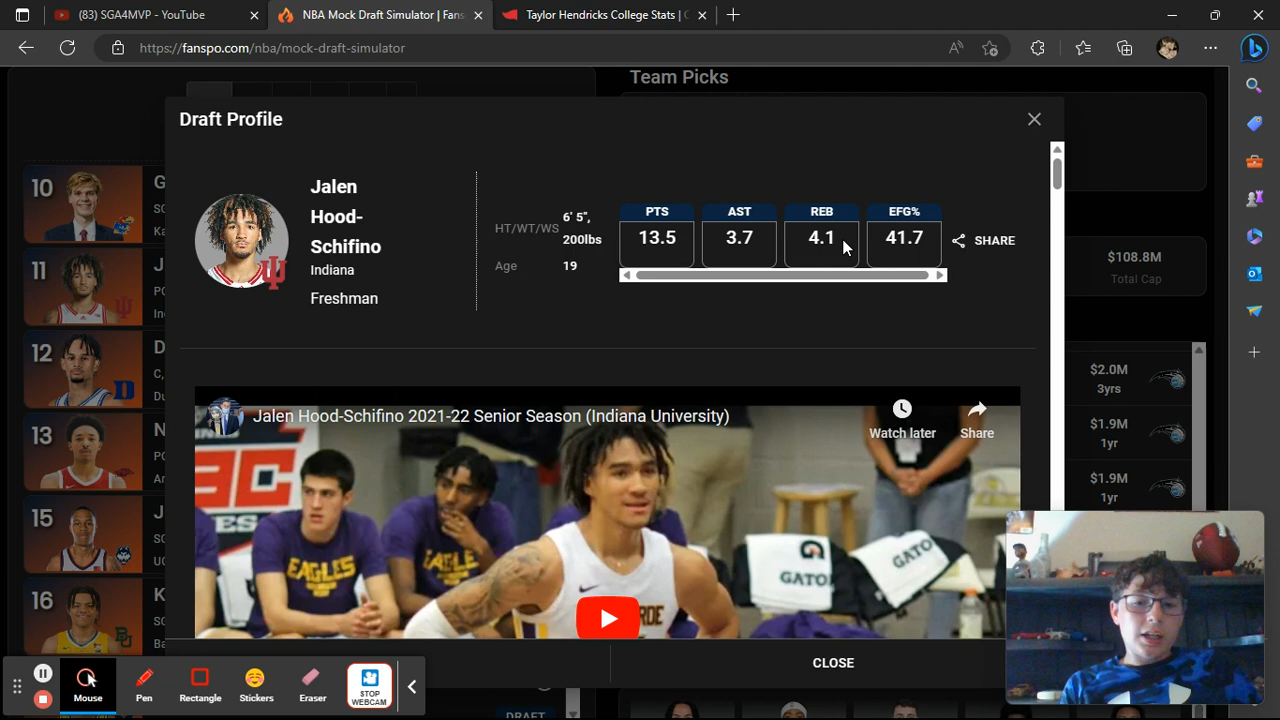 (83) SGA4MVP - YouTube
NBA Mock Draft Simulator | Fans
Taylor Hendricks College Stats | C
https://fanspo.com/nba/mock-draft-simulator
Team Picks
Draft Profile
Jalen
Hood-
Schifino
Indiana
Freshman
HT/WT/WS
6' 5",
200lbs
Age
19
PTS
AST
REB
EFG%
13.5
3.7
4.1
41.7
SHARE
10
G
11
J
12
D
C,
13
N
15
J
16
K
$108.8M
Total Cap
$2.0M
3yrs
$1.9M
1yr
$1.9M
1yr
Jalen Hood-Schifino 2021-22 Senior Season (Indiana University)
Watch later
Share
EAGLES
EAGLE
GATO
GATOR
CLOSE
DRAFT
Mouse
Pen
Rectangle
Stickers
Eraser
STOP
WEBCAM